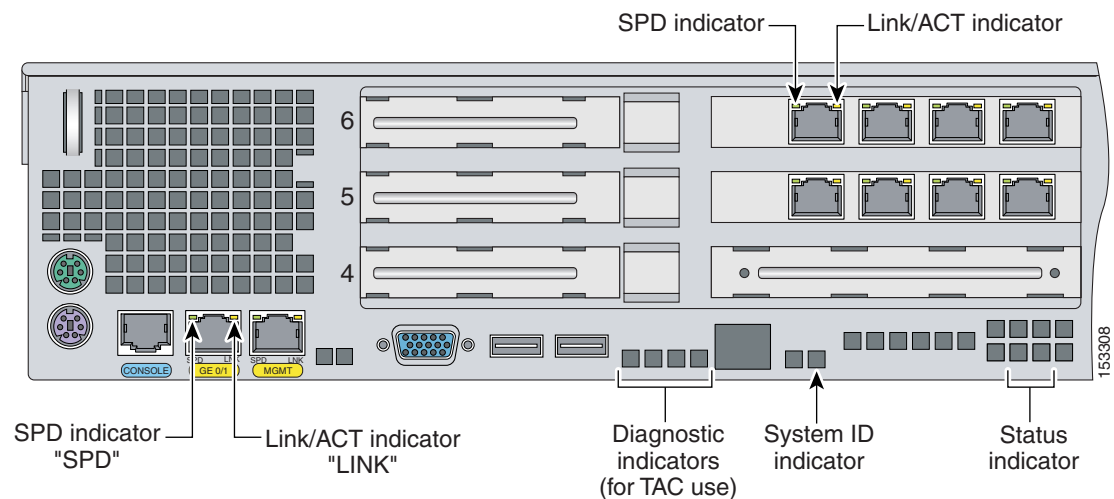 SPD indicator
Link/ACT indicator
6
5
4
SPD LNK
SPD LNK
CONSOLE
GE 0/1
MGMT
153308
SPD indicator
"SPD"
Link/ACT indicator
"LINK"
Diagnostic
indicators
(for TAC use)
System ID
indicator
Status
indicator